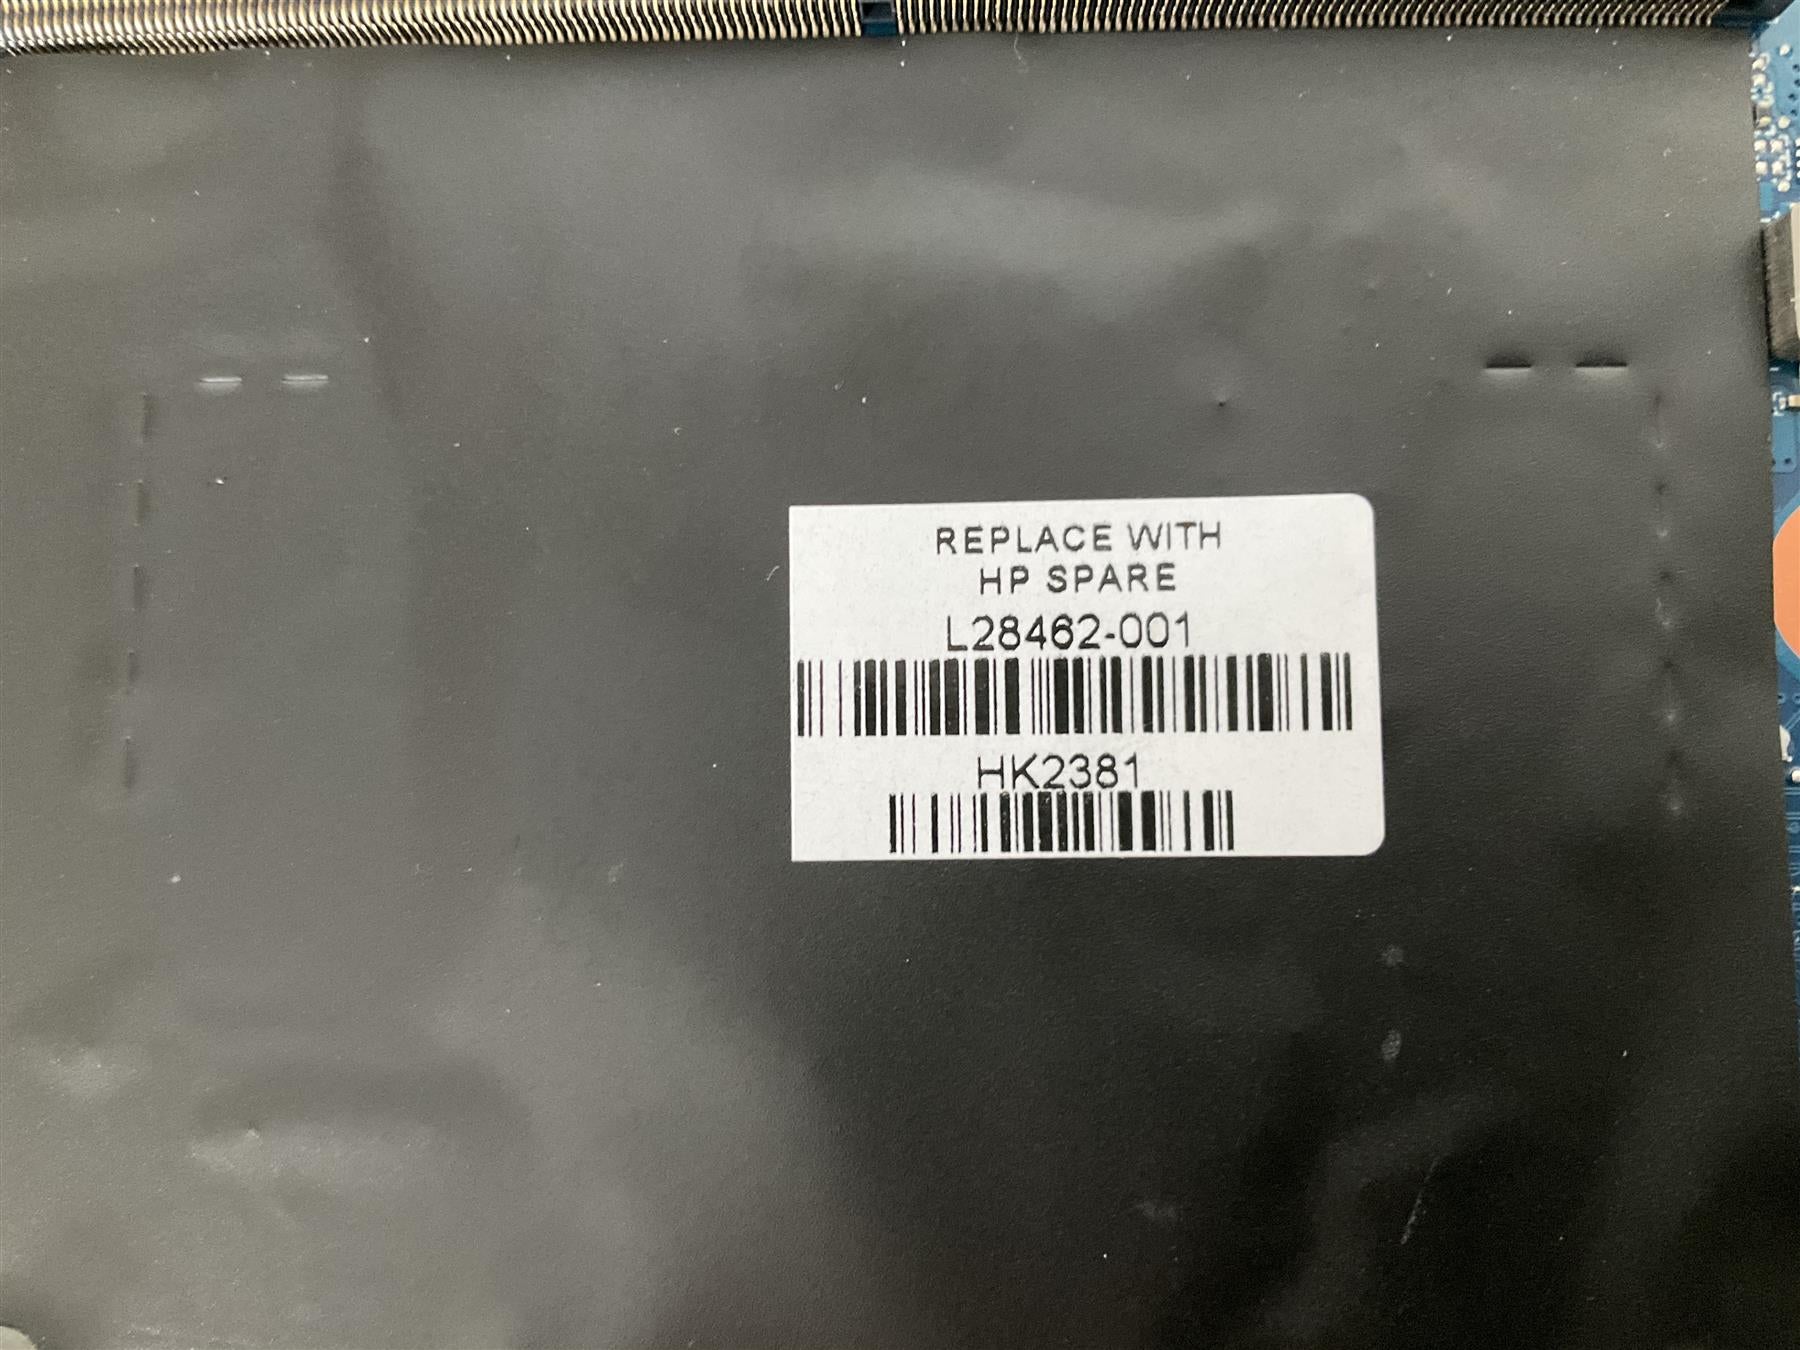 REPLACE WITH
HP SPARE
L28462-001
HK2381